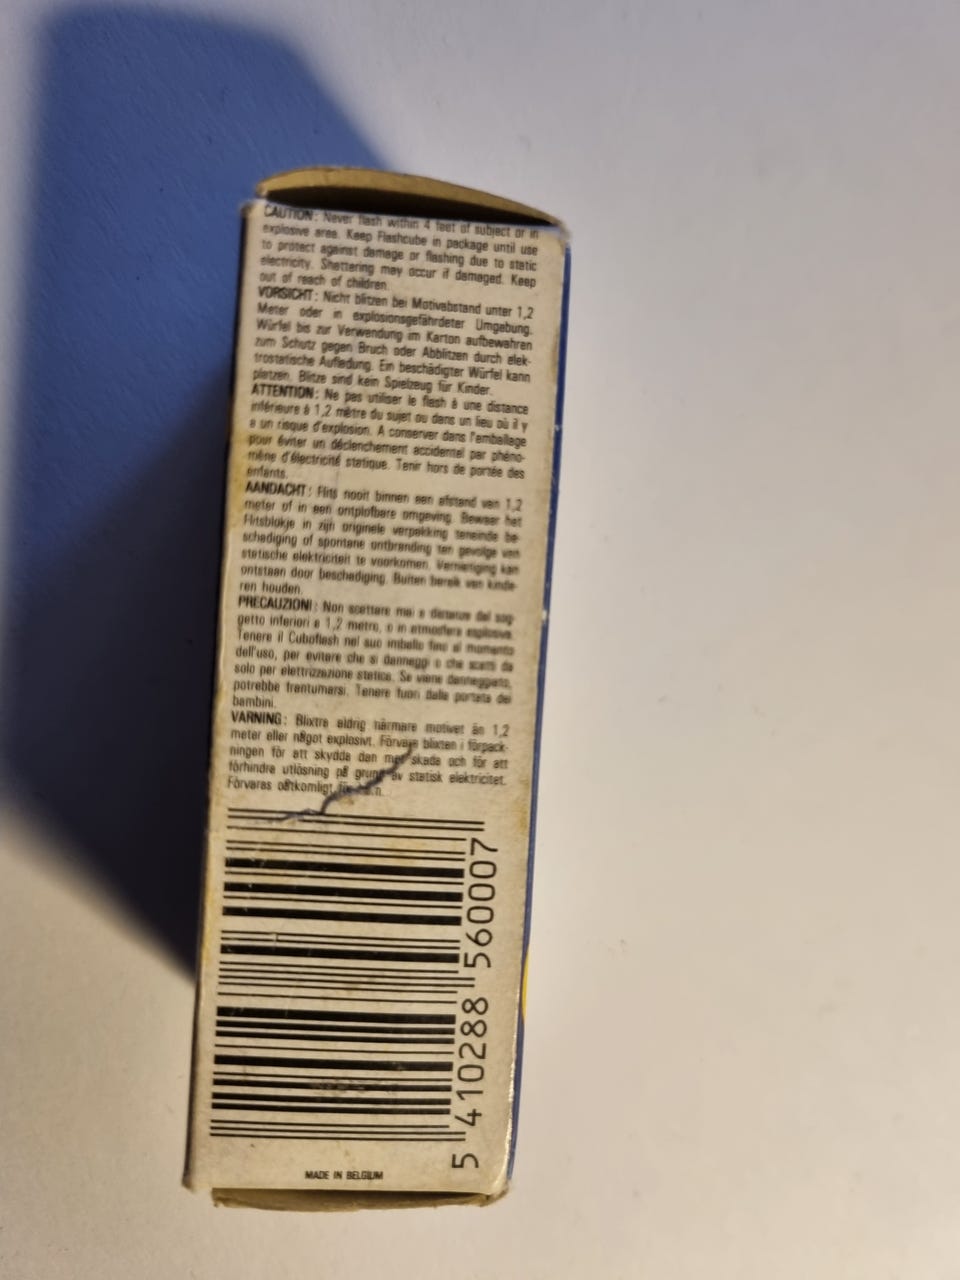 CAUTION: Never flash within 4 feet of subject or in
explosive area. Keep Flashcube in package until use
to protect against damage or flashing due to static
electricity. Shattering may occur if damaged. Keep
out of reach of children.
VORSICHT: Nicht blitzen bei Motivabstand unter 1,2
Meter oder in explosionsgefährdeter Umgebung.
Würfel bis zur Verwendung im Karton aufbewahren
zum Schutz gegen Bruch oder Abblitzen durch elek-
trostatische Aufladung. Ein beschädigter Würfel kann
platzen. Blitze sind kein Spielzeug für Kinder.
ATTENTION: Ne pas utiliser le flash à une distance
inférieure à 1,2 mètre du sujet ou dans un lieu où il y
a un risque d'explosion. A conserver dans l'emballage
pour éviter un déclenchement accidentel par phéno-
mène d'électricité statique. Tenir hors de portée des
enfants.
AANDACHT: Flits nooit binnen een afstand van 1,2
meter of in een ontplofbare omgeving. Bewaar het
Flitsblokje in zijn originele verpakking teneinde be-
schadiging of spontane ontbranding ten gevolge van
statische elektriciteit te voorkomen. Vernietiging kan
ontstaan door beschadiging. Buiten bereik van kinde-
ren houden.
PRECAUZIONI: Non scattare mai a distanze dal sog-
getto inferiori a 1,2 metro, o in atmosfera esplosiva.
Tenere il Cuboflash nel suo imballo fino al momento
dell'uso, per evitare che si danneggi o che scatti da
solo per elettrizzazione statica. Se viene danneggiato,
potrebbe frantumarsi. Tenere fuori dalla portata dei
bambini.
VARNING: Blixtra aldrig närmare motivet än 1,2
meter eller något explosivt. Förvara blixten i förpack-
ningen för att skydda den mot skada och för att
förhindra utlösning på grund av statisk elektricitet.
Förvaras oåtkomligt för barn.
5 410288 560007
MADE IN BELGIUM